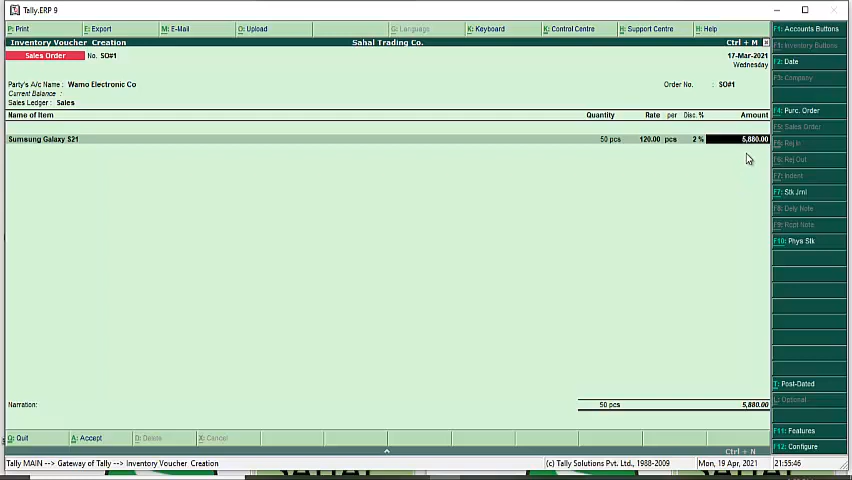 Tally.ERP 9
P: Print E: Export M: E-Mail O: Upload G: Language K: Keyboard K: Control Centre H: Support Centre H: Help F1: Accounts Buttons
Inventory Voucher Creation Sahal Trading Co. Ctrl + M F1: Inventory Buttons
Sales Order No. SO#1 17-Mar-2021
Wednesday F2: Date
F3: Company
Party's A/c Name : Wamo Electronic Co Order No. : SO#1
Current Balance :
Sales Ledger : Sales
Name of Item Quantity Rate per Disc. % Amount
F4: Purc. Order
F5: Sales Order
Sumsung Galaxy S21 50 pcs 120.00 pcs 2 % 5,880.00
F6: Rej In
F6: Rej Out
F7: Indent
F7: Stk Jrnl
F8: Dely Note
F9: Rcpt Note
F10: Phys Stk
T: Post-Dated
L: Optional
Narration: 50 pcs 5,880.00
F11: Features
Q: Quit A: Accept D: Delete X: Cancel
F12: Configure
Ctrl + N
Tally MAIN --> Gateway of Tally --> Inventory Voucher Creation (c) Tally Solutions Pvt. Ltd., 1988-2009 Mon, 19 Apr, 2021 21:55:46